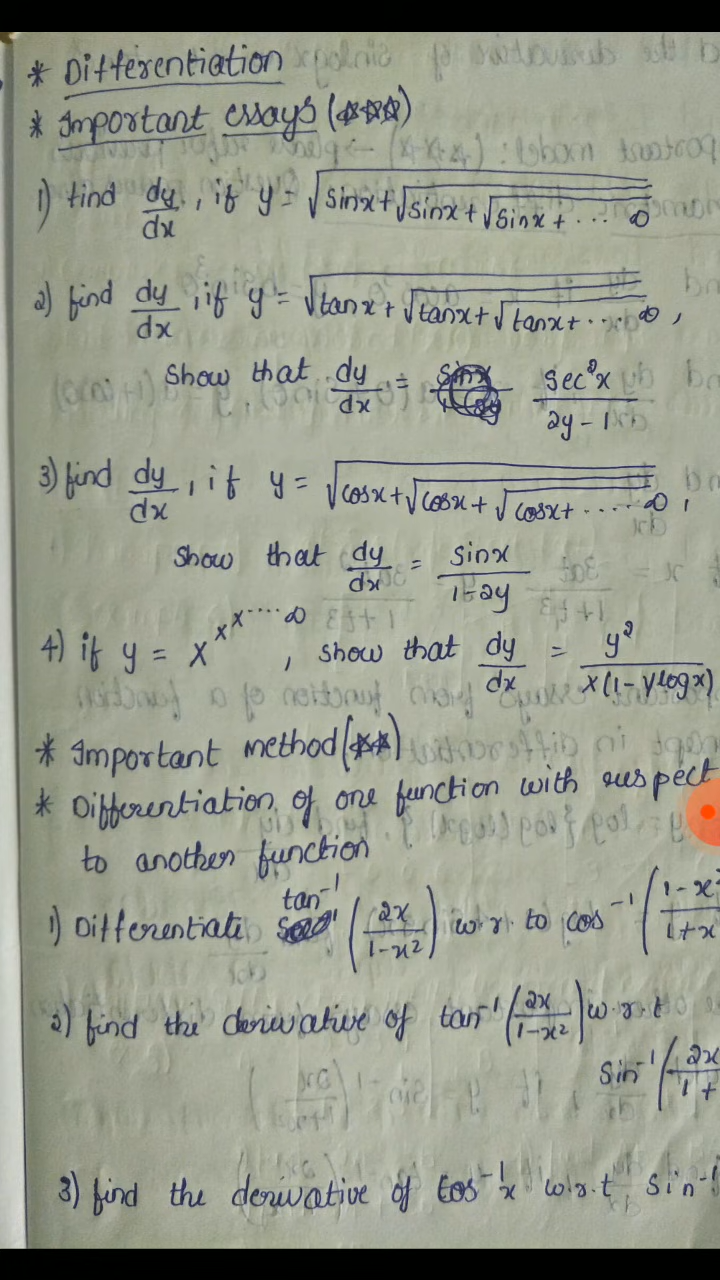 * Differentiation
* Important essays (***)
1) find dy/dx, if y = √sinx+√sinx+√sinx+... ∞
2) find dy/dx, if y = √tanx+√tanx+√tanx+.... ∞,
Show that dy/dx = sec²x/2y-1
3) find dy/dx, if y = √cosx+√cosx+√cosx+..... ∞,
Show that dy/dx = sinx/1-2y
4) if y = x^x^x....∞, show that dy/dx = y²/x(1-ylogx)
* Important method (**)
* Differentiation of one function with respect
to another function
1) Differentiate tan⁻¹(2x/1-x²) w.r.to cos⁻¹(1-x²/1+x
2) find the derivative of tan⁻¹(2x/1-x²) w.r.t
Sin⁻¹(2x/1+
3) find the derivative of cos⁻¹x w.r.t Sin⁻¹